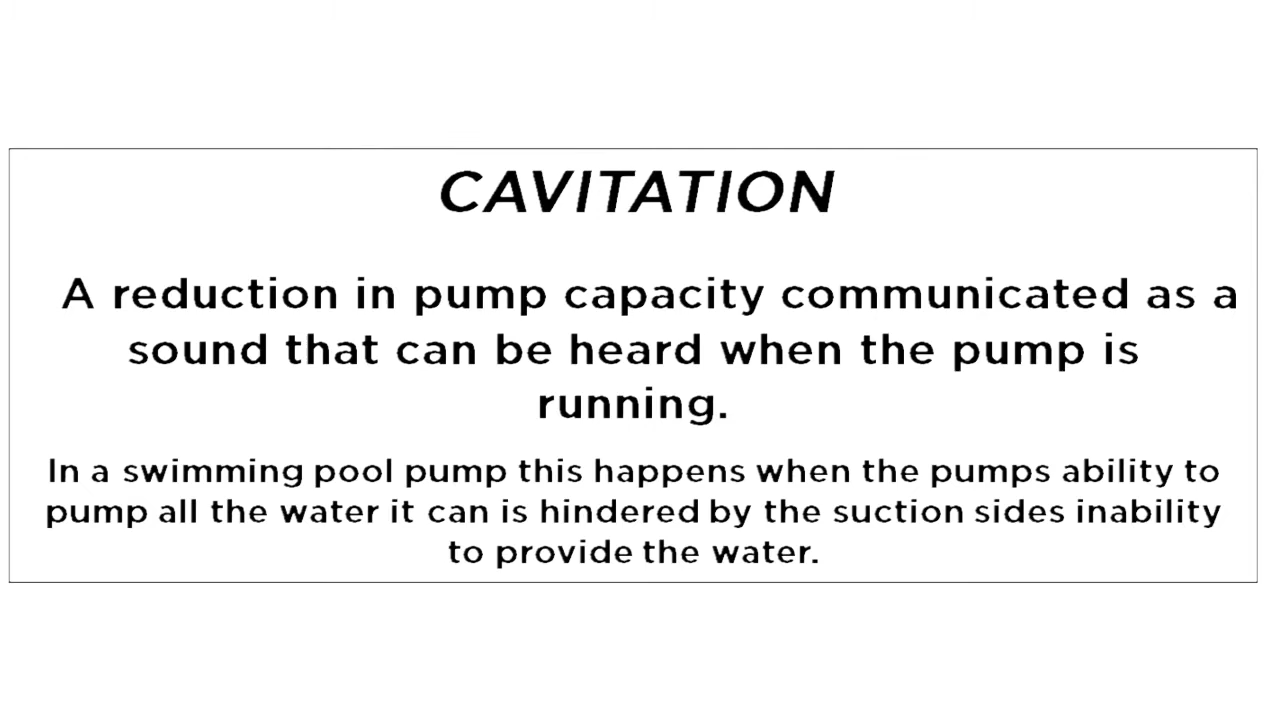 CAVITATION
A reduction in pump capacity communicated as a
sound that can be heard when the pump is
running.
In a swimming pool pump this happens when the pumps ability to
pump all the water it can is hindered by the suction sides inability
to provide the water.